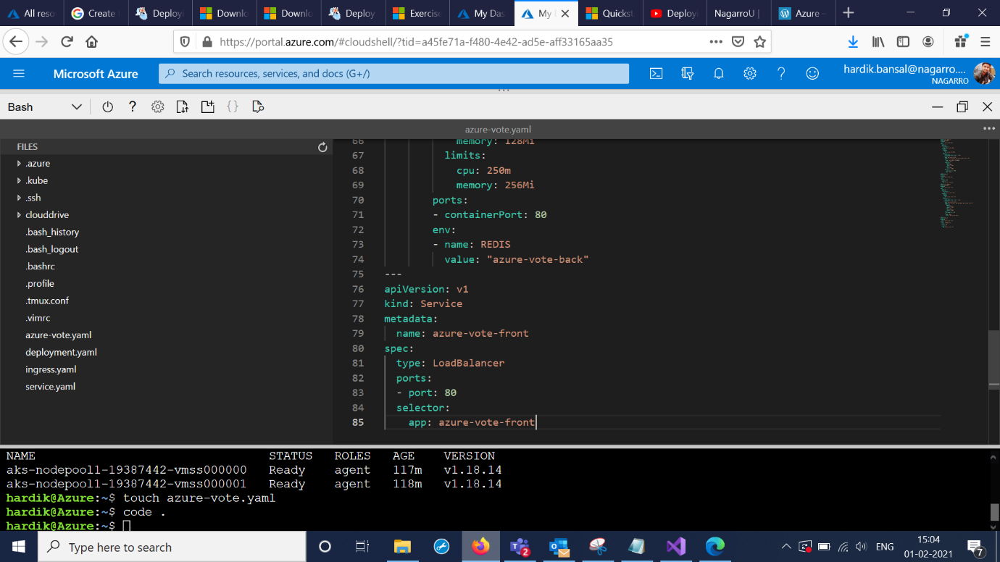 All reso
Create
Deployi
Downlo
Downlo
Deploy
Exercise
My Das
My
Quickst
Deploy
NagarroU |
Azure –
https://portal.azure.com/#cloudshell/?tid=a45fe71a-f480-4e42-ad5e-aff33165aa35
Microsoft Azure
Search resources, services, and docs (G+/)
hardik.bansal@nagarro....
NAGARRO
Bash
azure-vote.yaml
FILES
.azure
.kube
.ssh
clouddrive
.bash_history
.bash_logout
.bashrc
.profile
.tmux.conf
.vimrc
azure-vote.yaml
deployment.yaml
ingress.yaml
service.yaml
66 memory: 128Mi
67 limits:
68 cpu: 250m
69 memory: 256Mi
70 ports:
71 - containerPort: 80
72 env:
73 - name: REDIS
74 value: "azure-vote-back"
75 ---
76 apiVersion: v1
77 kind: Service
78 metadata:
79 name: azure-vote-front
80 spec:
81 type: LoadBalancer
82 ports:
83 - port: 80
84 selector:
85 app: azure-vote-front
NAME STATUS ROLES AGE VERSION
aks-nodepool1-19387442-vmss000000 Ready agent 117m v1.18.14
aks-nodepool1-19387442-vmss000001 Ready agent 118m v1.18.14
hardik@Azure:~$ touch azure-vote.yaml
hardik@Azure:~$ code .
hardik@Azure:~$
Type here to search
2
ENG
15:04
01-02-2021
7